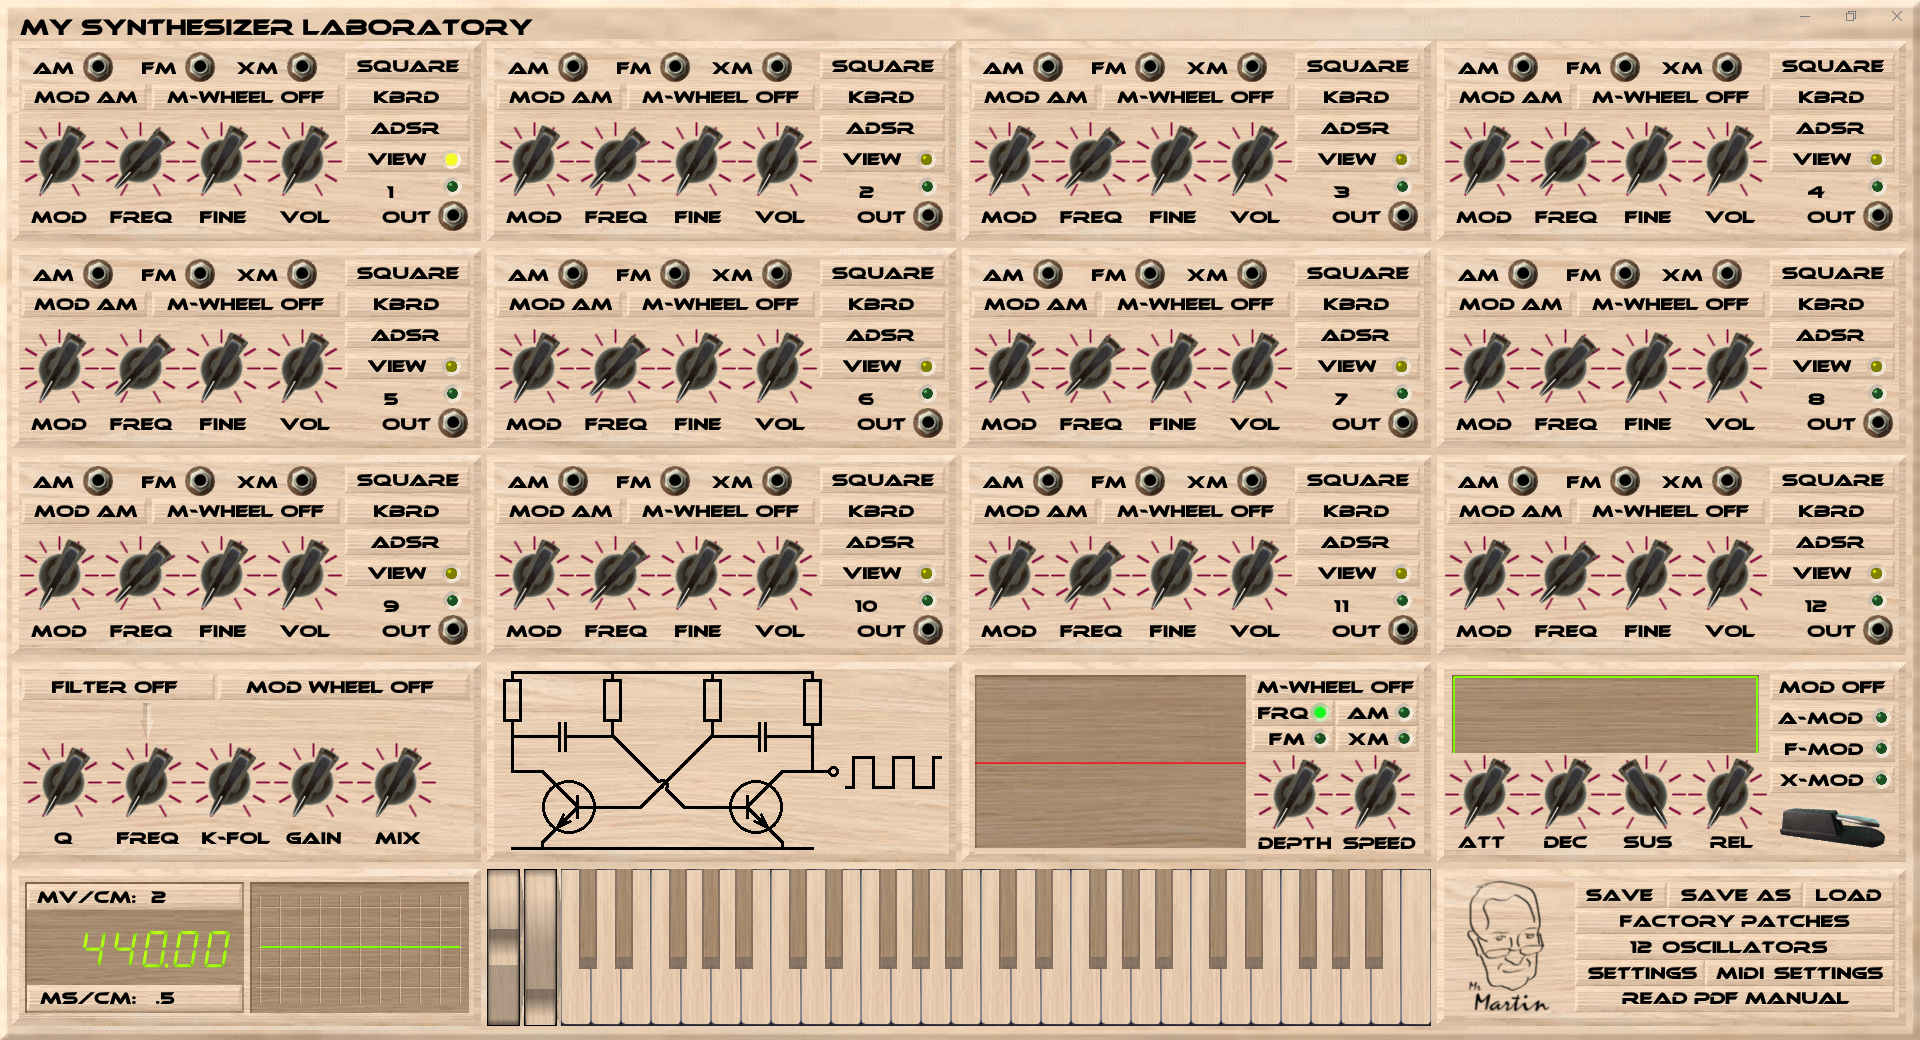 MY SYNTHESIZER LABORATORY
AM FM XM SQUARE
MOD AM M-WHEEL OFF KBRD
ADSR
VIEW
1
MOD FREQ FINE VOL OUT
AM FM XM SQUARE
MOD AM M-WHEEL OFF KBRD
ADSR
VIEW
2
MOD FREQ FINE VOL OUT
AM FM XM SQUARE
MOD AM M-WHEEL OFF KBRD
ADSR
VIEW
3
MOD FREQ FINE VOL OUT
AM FM XM SQUARE
MOD AM M-WHEEL OFF KBRD
ADSR
VIEW
4
MOD FREQ FINE VOL OUT
AM FM XM SQUARE
MOD AM M-WHEEL OFF KBRD
ADSR
VIEW
5
MOD FREQ FINE VOL OUT
AM FM XM SQUARE
MOD AM M-WHEEL OFF KBRD
ADSR
VIEW
6
MOD FREQ FINE VOL OUT
AM FM XM SQUARE
MOD AM M-WHEEL OFF KBRD
ADSR
VIEW
7
MOD FREQ FINE VOL OUT
AM FM XM SQUARE
MOD AM M-WHEEL OFF KBRD
ADSR
VIEW
8
MOD FREQ FINE VOL OUT
AM FM XM SQUARE
MOD AM M-WHEEL OFF KBRD
ADSR
VIEW
9
MOD FREQ FINE VOL OUT
AM FM XM SQUARE
MOD AM M-WHEEL OFF KBRD
ADSR
VIEW
10
MOD FREQ FINE VOL OUT
AM FM XM SQUARE
MOD AM M-WHEEL OFF KBRD
ADSR
VIEW
11
MOD FREQ FINE VOL OUT
AM FM XM SQUARE
MOD AM M-WHEEL OFF KBRD
ADSR
VIEW
12
MOD FREQ FINE VOL OUT
FILTER OFF MOD WHEEL OFF
Q FREQ K-FOL GAIN MIX
M-WHEEL OFF
FRQ AM
FM XM
DEPTH SPEED
MOD OFF
A-MOD
F-MOD
X-MOD
ATT DEC SUS REL
MV/CM: 2
440.00
MS/CM: .5
Mr Martin
SAVE SAVE AS LOAD
FACTORY PATCHES
12 OSCILLATORS
SETTINGS MIDI SETTINGS
READ PDF MANUAL